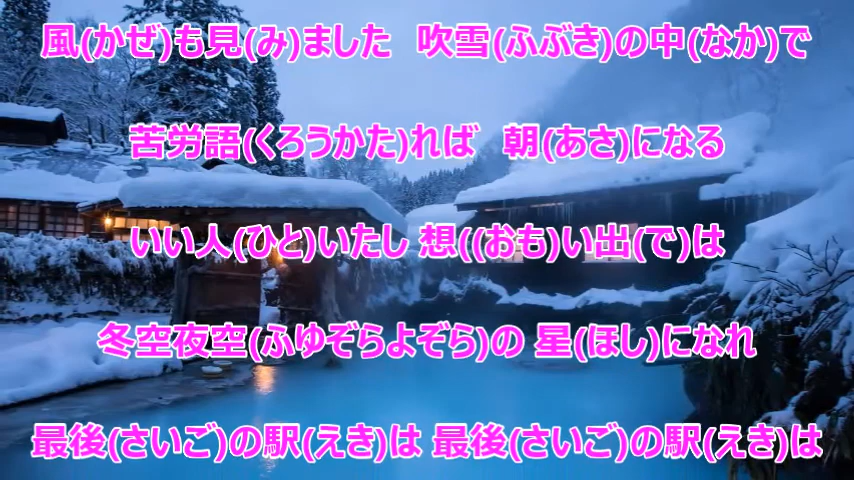 風(かぜ)も見(み)ました　吹雪(ふぶき)の中(なか)で
苦労語(くろうかた)れば　朝(あさ)になる
いい人(ひと)いたし 想((おも)い出(で)は
冬空夜空(ふゆぞらよぞら)の 星(ほし)になれ
最後(さいご)の駅(えき)は 最後(さいご)の駅(えき)は